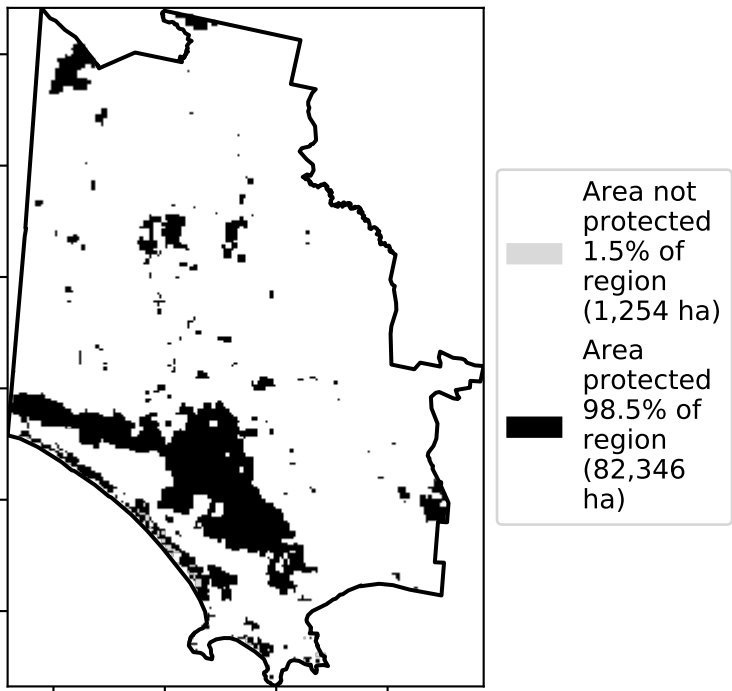 Area not
protected
1.5% of
region
(1,254 ha)
Area
protected
98.5% of
region
(82,346
ha)